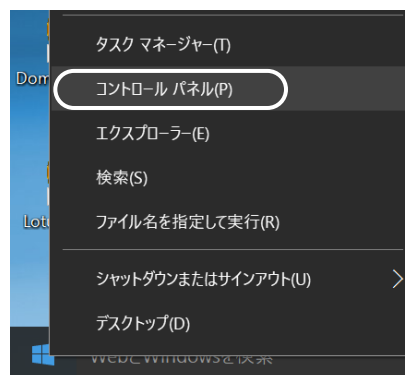 タスク マネージャー(T)
Dom
コントロール パネル(P)
エクスプローラー(E)
検索(S)
Lotu
ファイル名を指定して実行(R)
シャットダウンまたはサインアウト(U)
デスクトップ(D)
WebとWindowsを検索